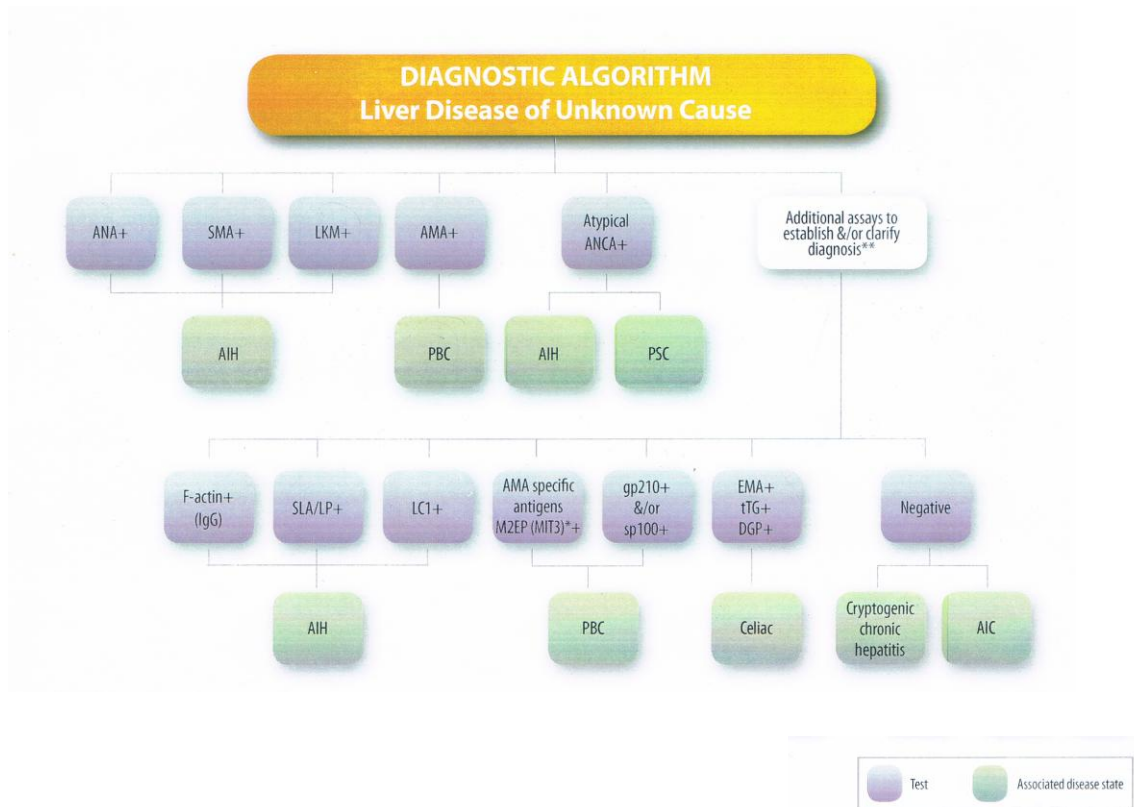 DIAGNOSTIC ALGORITHM
Liver Disease of Unknown Cause
ANA+
SMA+
LKM+
AMA+
Atypical
ANCA+
Additional assays to
establish &/or clarify
diagnosis**
AIH
PBC
AIH
PSC
F-actin+
(IgG)
SLA/LP+
LC1+
AMA specific
antigens
M2EP (MIT3)*+
gp210+
&/or
sp100+
EMA+
tTG+
DGP+
Negative
AIH
PBC
Celiac
Cryptogenic
chronic
hepatitis
AIC
Test
Associated disease state